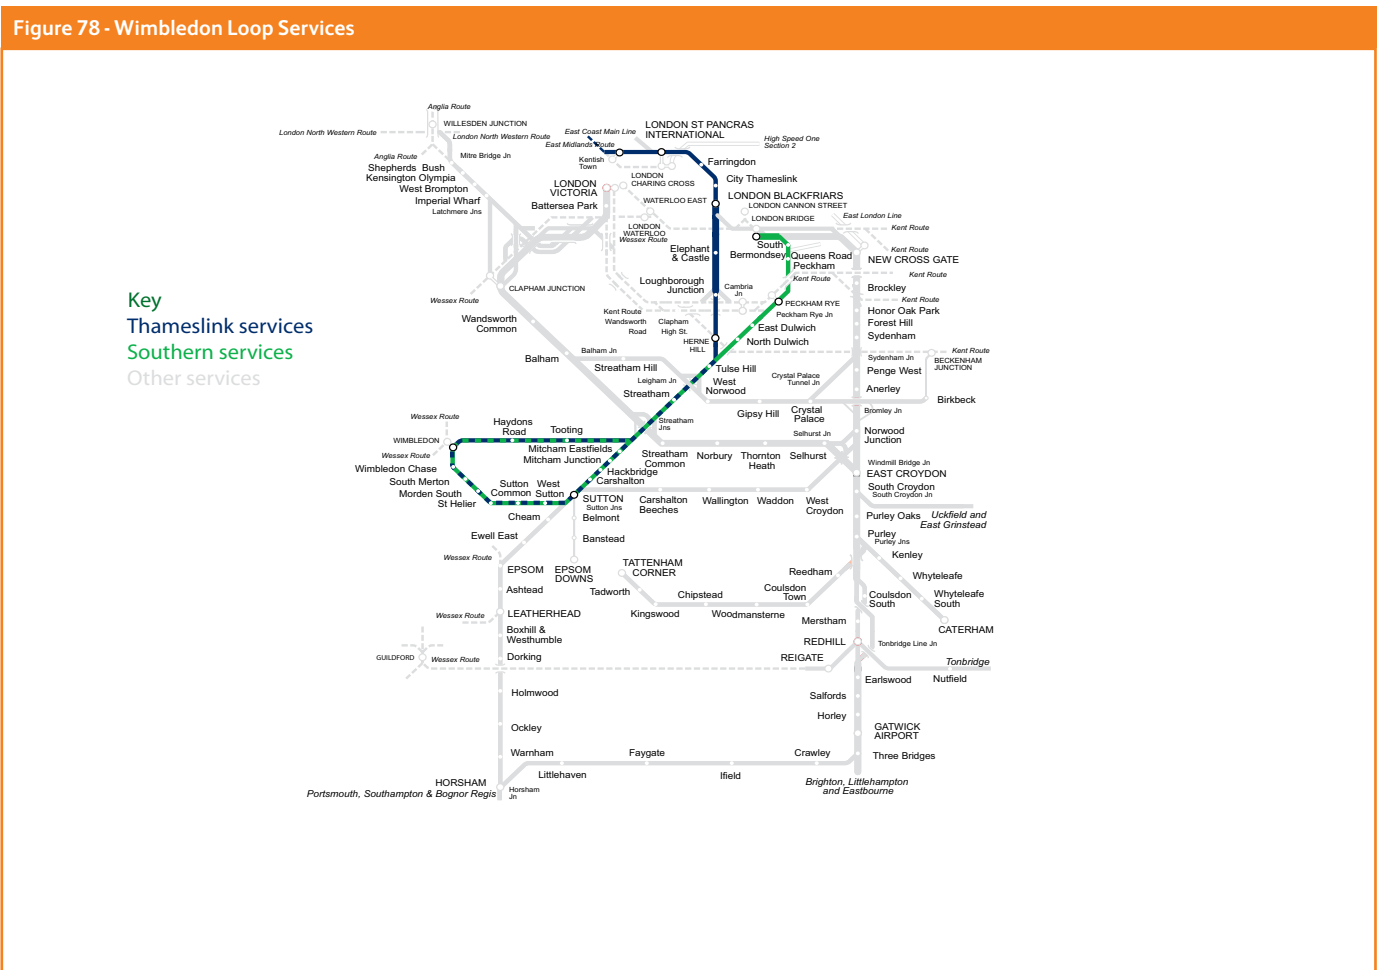 Figure 78 - Wimbledon Loop Services
Anglia Route
WILLESDEN JUNCTION
London North Western Route
London North Western Route
Anglia Route
Mitre Bridge Jn
Shepherds Bush
Kensington Olympia
West Brompton
Imperial Wharf
Latchmere Jns
East Coast Main Line
East Midlands Route
Kentish
Town
LONDON ST PANCRAS
INTERNATIONAL
High Speed One
Section 2
Farringdon
City Thameslink
LONDON
CHARING CROSS
LONDON
VICTORIA
Battersea Park
WATERLOO EAST
LONDON BLACKFRIARS
LONDON CANNON STREET
LONDON BRIDGE
East London Line
Kent Route
LONDON
WATERLOO
Wessex Route
Elephant
& Castle
South
Bermondsey
Queens Road
Peckham
Kent Route
NEW CROSS GATE
Kent Route
Loughborough
Junction
Cambria
Jn
Kent Route
Brockley
Kent Route
CLAPHAM JUNCTION
Wessex Route
PECKHAM RYE
Peckham Rye Jn
Honor Oak Park
Forest Hill
Sydenham
Kent Route
Wandsworth
Road
Clapham
High St.
Wandsworth
Common
East Dulwich
North Dulwich
HERNE
HILL
Kent Route
BECKENHAM
JUNCTION
Key
Thameslink services
Southern services
Other services
Balham
Balham Jn
Streatham Hill
Leigham Jn
Streatham
Tulse Hill
West
Norwood
Crystal Palace
Tunnel Jn
Sydenham Jn
Penge West
Anerley
Birkbeck
Gipsy Hill
Crystal
Palace
Bromley Jn
Wessex Route
WIMBLEDON
Wessex Route
Haydons
Road
Tooting
Streatham
Jns
Selhurst Jn
Norwood
Junction
Mitcham Eastfields
Mitcham Junction
Streatham
Common
Norbury
Thornton
Heath
Selhurst
Windmill Bridge Jn
EAST CROYDON
Wimbledon Chase
South Merton
Morden South
St Helier
Sutton
Common
West
Sutton
Hackbridge
Carshalton
SUTTON
Sutton Jns
Carshalton
Beeches
Wallington
Waddon
West
Croydon
South Croydon
South Croydon Jn
Uckfield and
East Grinstead
Cheam
Belmont
Ewell East
Banstead
Purley Oaks
Purley
Purley Jns
Kenley
Wessex Route
EPSOM
EPSOM
DOWNS
TATTENHAM
CORNER
Reedham
Whyteleafe
Whyteleafe
South
Ashtead
Tadworth
Chipstead
Coulsdon
Town
Coulsdon
South
Wessex Route
LEATHERHEAD
Kingswood
Woodmansterne
Merstham
CATERHAM
Boxhill &
Westhumble
REDHILL
Tonbridge Line Jn
GUILDFORD
Wessex Route
Dorking
REIGATE
Tonbridge
Earlswood
Nutfield
Holmwood
Salfords
Horley
Ockley
GATWICK
AIRPORT
Warnham
Faygate
Crawley
Three Bridges
Littlehaven
Ifield
HORSHAM
Portsmouth, Southampton & Bognor Regis
Horsham
Jn
Brighton, Littlehampton
and Eastbourne